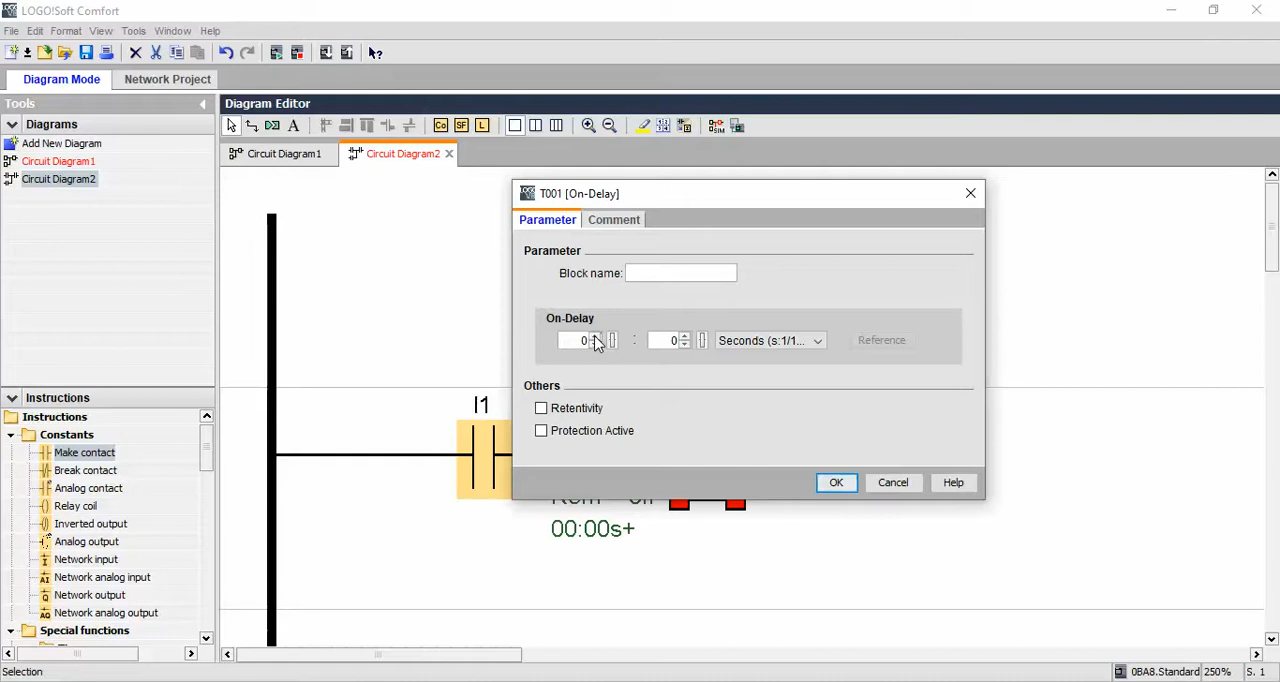 LOGO!Soft Comfort
File Edit Format View Tools Window Help
Diagram Mode Network Project
Tools
Diagrams
Add New Diagram
Circuit Diagram1
Circuit Diagram2
Instructions
Instructions
Constants
Make contact
Break contact
Analog contact
Relay coil
Inverted output
Analog output
Network input
Network analog input
Network output
Network analog output
Special functions
Diagram Editor
A Co SF L
Circuit Diagram1 Circuit Diagram2
T001 [On-Delay]
Parameter Comment
Parameter
Block name:
On-Delay
0 : 0 Seconds (s:1/1... Reference
Others
Retentivity
Protection Active
OK Cancel Help
I1
00:00s+
Selection 0BA8.Standard 250% S. 1